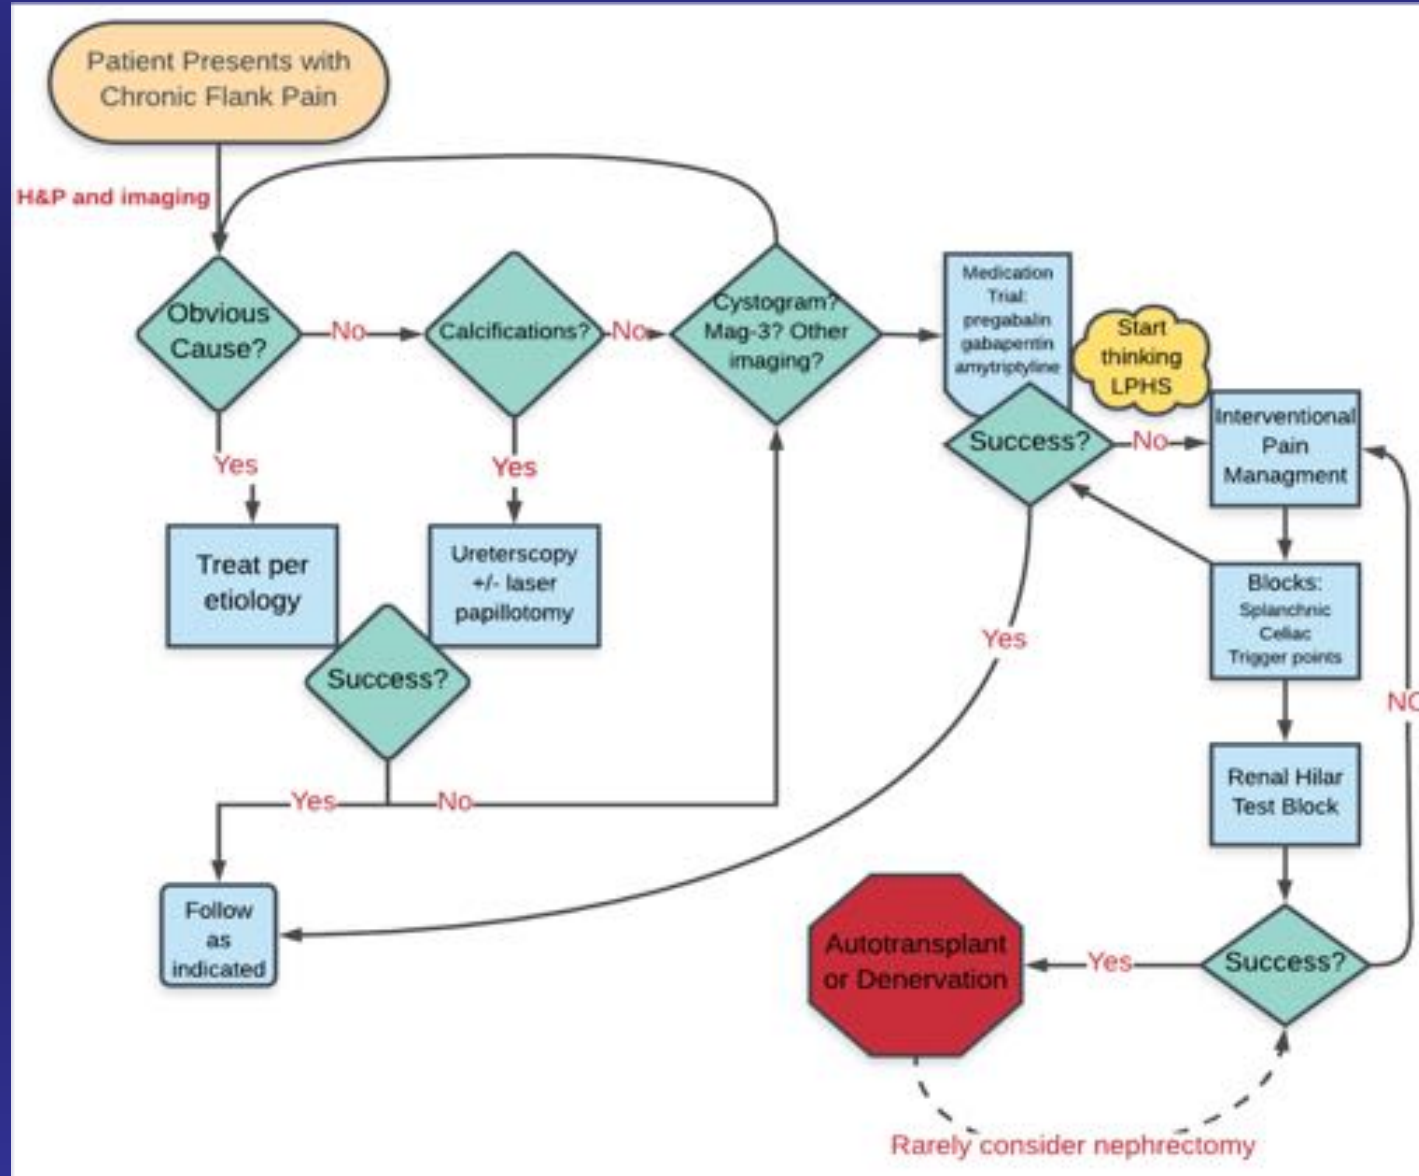 Patient Presents with
Chronic Flank Pain
H&P and imaging
Obvious
Cause?
No
Calcifications?
No
Cystogram?
Mag-3? Other
imaging?
Medication
Trial:
pregabalin
gabapentin
amytriptyline
Start
thinking
LPHS
Success?
No
Interventional
Pain
Managment
Yes
Yes
Treat per
etiology
Ureterscopy
+/- laser
papillotomy
Success?
Yes
No
Blocks:
Splanchnic
Celiac
Trigger points
Yes
NO
Renal Hilar
Test Block
Follow
as
indicated
Autotransplant
or Denervation
Yes
Success?
Rarely consider nephrectomy